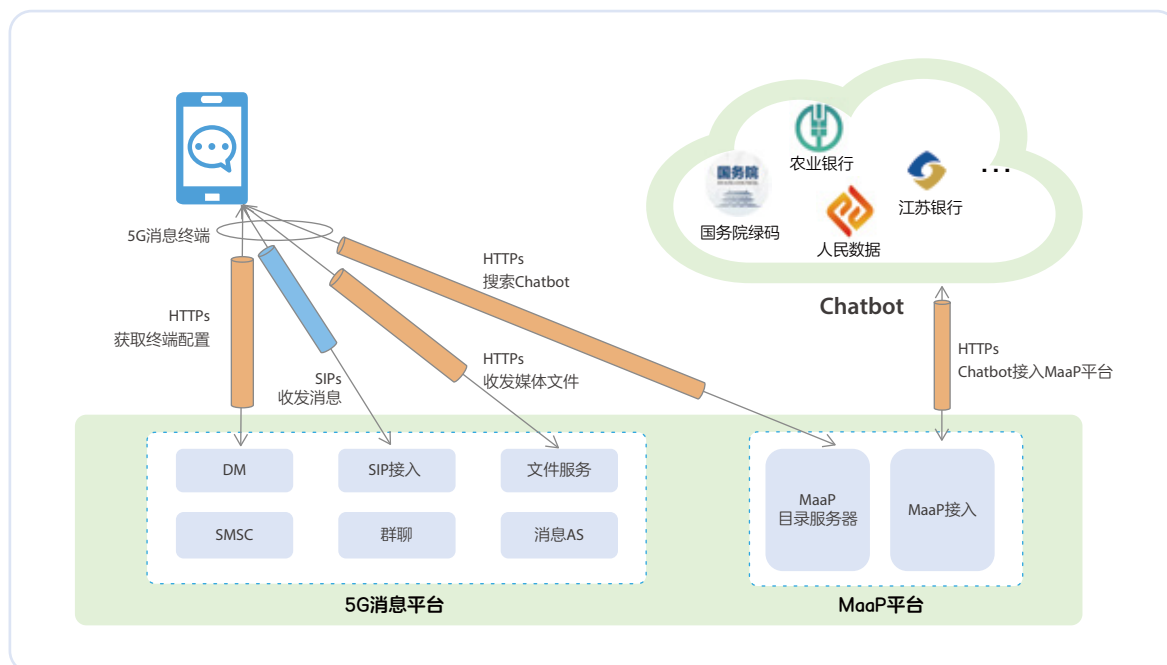 农业银行
国务院
...
江苏银行
国务院绿码
人民数据
5G消息终端
HTTPs
搜索Chatbot
Chatbot
HTTPs
获取终端配置
HTTPs
收发媒体文件
HTTPs
Chatbot接入MaaP平台
SIPs
收发消息
DM
SIP接入
文件服务
MaaP
目录服务器
MaaP接入
SMSC
群聊
消息AS
5G消息平台
MaaP平台